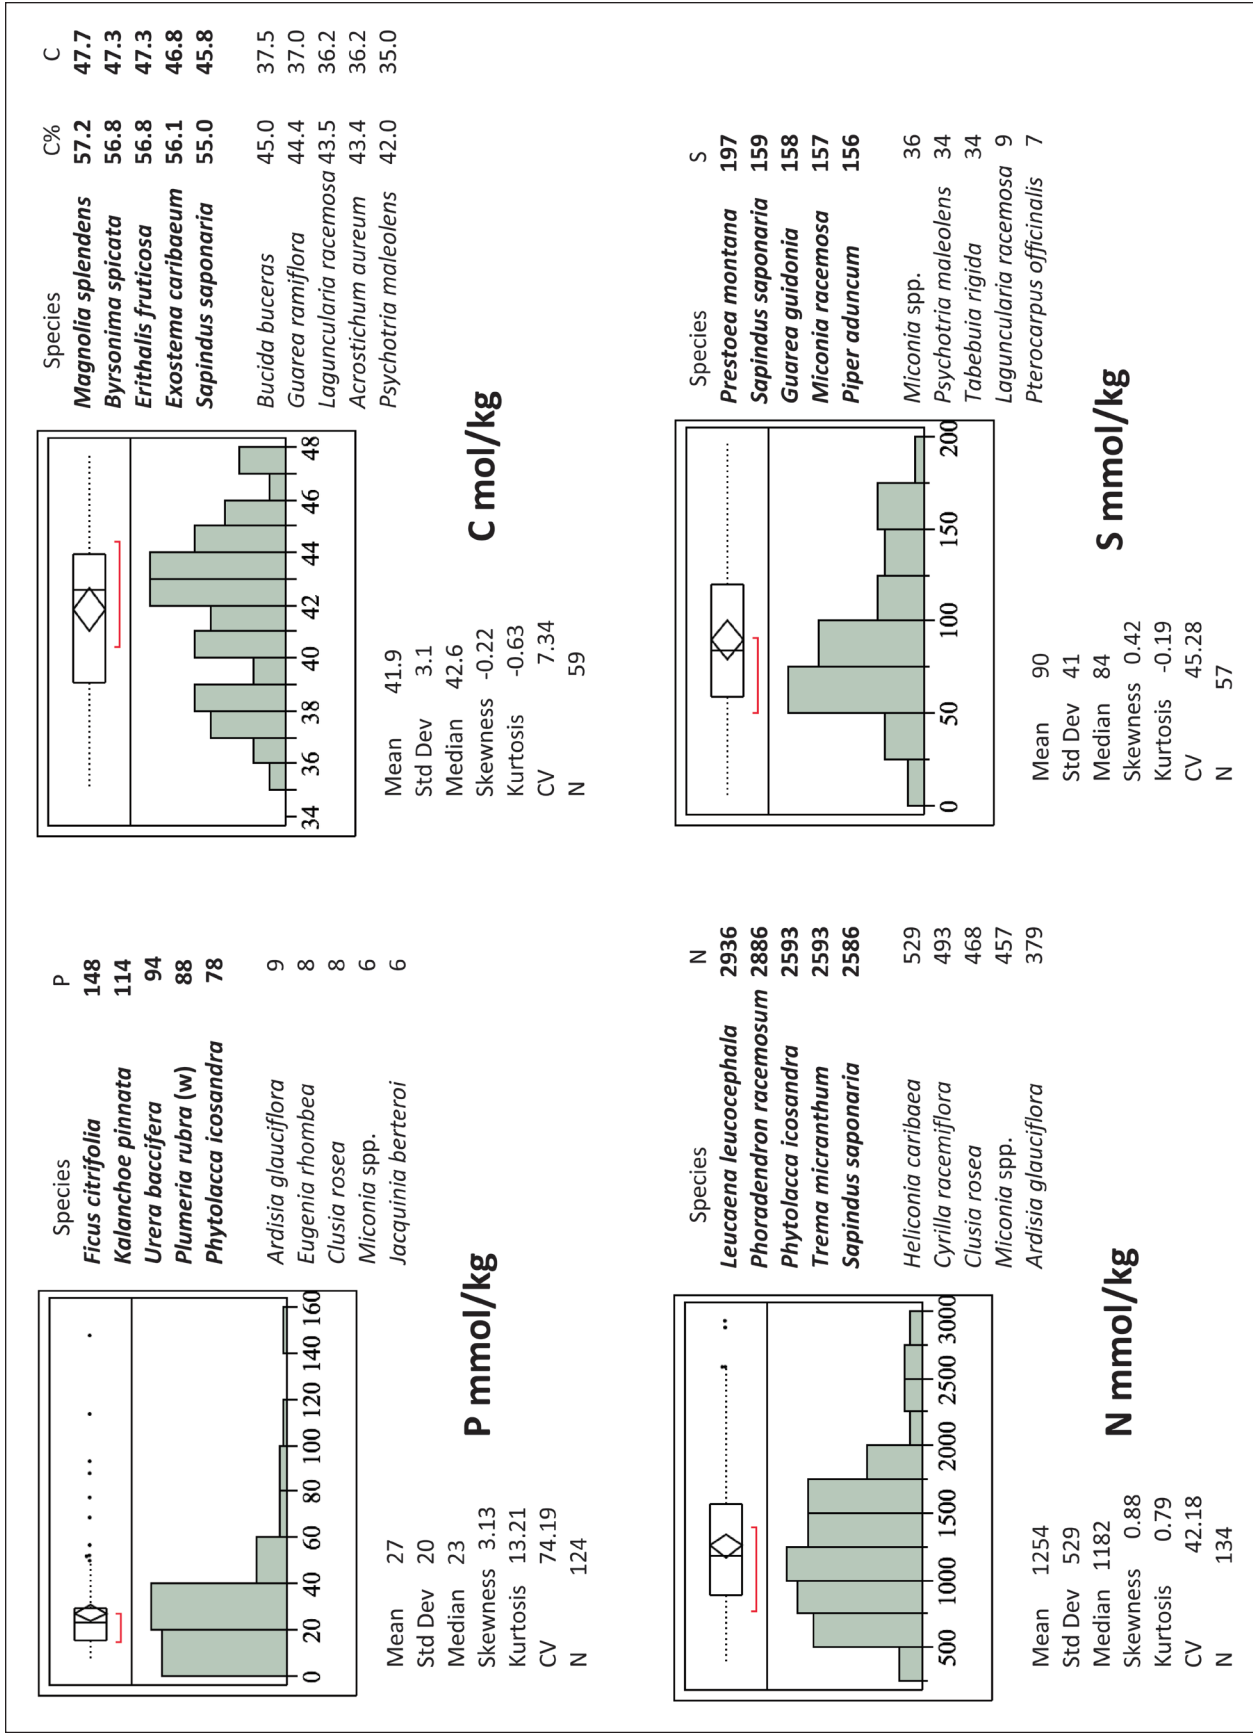 Species P
Ficus citrifolia 148
Kalanchoe pinnata 114
Urera baccifera 94
Plumeria rubra (w) 88
Phytolacca icosandra 78
Ardisia glauciflora 9
Eugenia rhombea 8
Clusia rosea 8
Miconia spp. 6
Jacquinia berteroi 6
0 20 40 60 80 100 120 140 160
P mmol/kg
Mean 27
Std Dev 20
Median 23
Skewness 3.13
Kurtosis 13.21
CV 74.19
N 124
Species C% C
Magnolia splendens 57.2 47.7
Byrsonima spicata 56.8 47.3
Erithalis fruticosa 56.8 47.3
Exostema caribaeum 56.1 46.8
Sapindus saponaria 55.0 45.8
Bucida buceras 45.0 37.5
Guarea ramiflora 44.4 37.0
Laguncularia racemosa 43.5 36.2
Acrostichum aureum 43.4 36.2
Psychotria maleolens 42.0 35.0
34 36 38 40 42 44 46 48
C mol/kg
Mean 41.9
Std Dev 3.1
Median 42.6
Skewness -0.22
Kurtosis -0.63
CV 7.34
N 59
Species N
Leucaena leucocephala 2936
Phoradendron racemosum 2886
Phytolacca icosandra 2593
Trema micranthum 2593
Sapindus saponaria 2586
Heliconia caribaea 529
Cyrilla racemiflora 493
Clusia rosea 468
Miconia spp. 457
Ardisia glauciflora 379
500 1000 1500 2000 2500 3000
N mmol/kg
Mean 1254
Std Dev 529
Median 1182
Skewness 0.88
Kurtosis 0.79
CV 42.18
N 134
Species S
Prestoea montana 197
Sapindus saponaria 159
Guarea guidonia 158
Miconia racemosa 157
Piper aduncum 156
Miconia spp. 36
Psychotria maleolens 34
Tabebuia rigida 34
Laguncularia racemosa 9
Pterocarpus officinalis 7
0 50 100 150 200
S mmol/kg
Mean 90
Std Dev 41
Median 84
Skewness 0.42
Kurtosis -0.19
CV 45.28
N 57